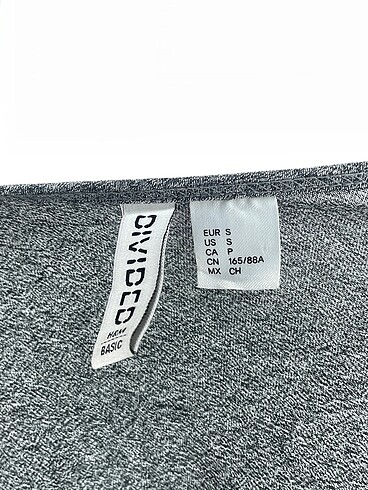 DIVIDED
H&M
BASIC
EUR S
US S
CA P
CN 165/88A
MX CH